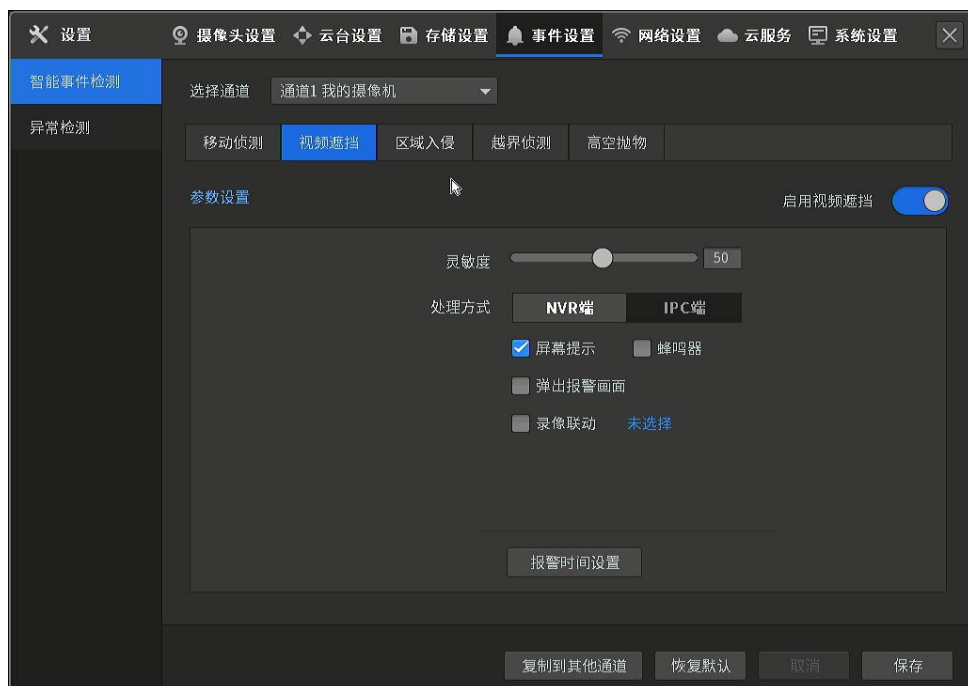 设置 摄像头设置 云台设置 存储设置 事件设置 网络设置 云服务 系统设置
智能事件检测
异常检测
选择通道 通道1 我的摄像机
移动侦测 视频遮挡 区域入侵 越界侦测 高空抛物
参数设置 启用视频遮挡
灵敏度 50
处理方式 NVR端 IPC端
屏幕提示 蜂鸣器
弹出报警画面
录像联动 未选择
报警时间设置
复制到其他通道 恢复默认 取消 保存